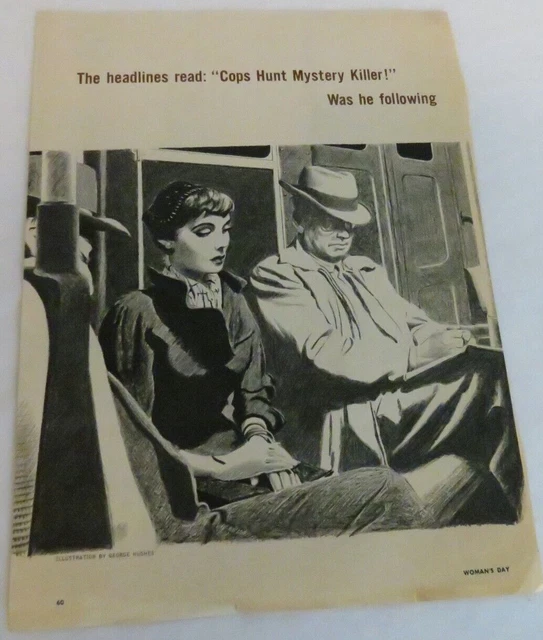 The headlines read: "Cops Hunt Mystery Killer!"
Was he following
ILLUSTRATION BY GEORGE HUGHES
WOMAN'S DAY
60